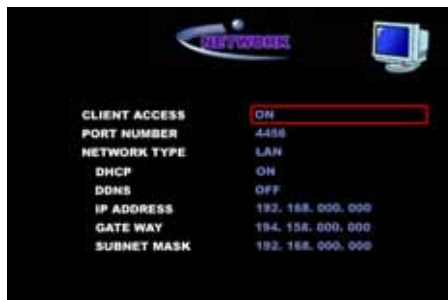 NETWORK
CLIENT ACCESS ON
PORT NUMBER 4456
NETWORK TYPE LAN
DHCP ON
DDNS OFF
IP ADDRESS 192. 168. 000. 000
GATE WAY 194. 158. 000. 000
SUBNET MASK 192. 168. 000. 000